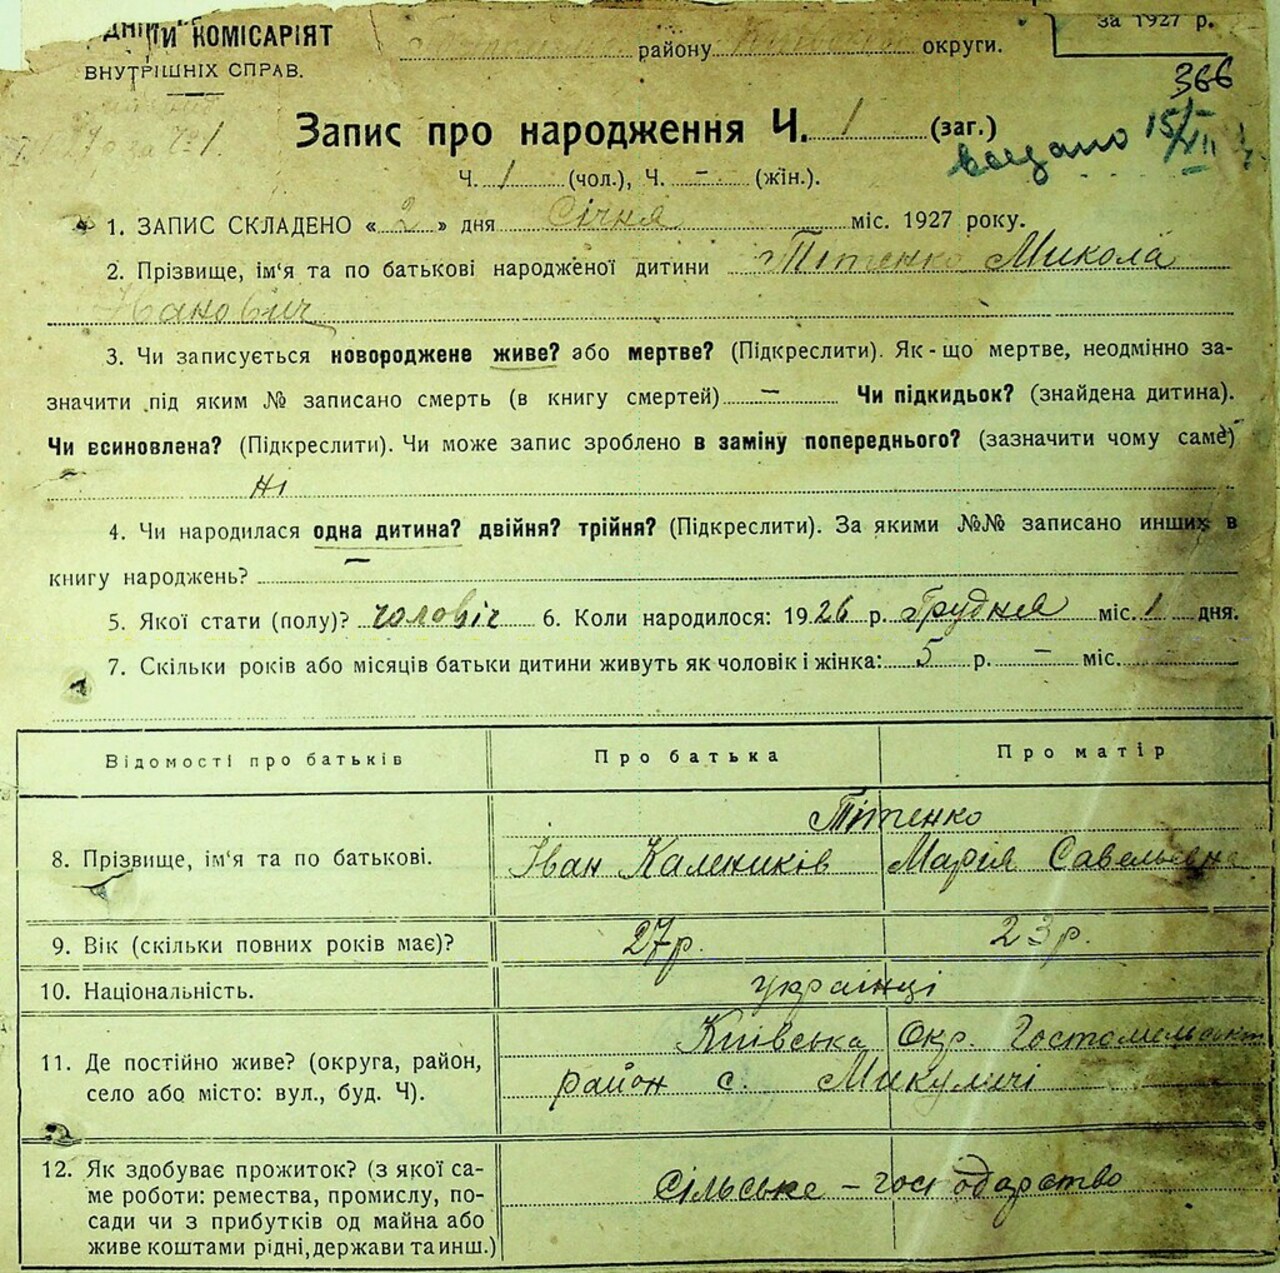 КОМІСАРІЯТ
ВНУТРІШНІХ СПРАВ.
району округи.
за 1927 р.
366
Запис про народження Ч. 1 (заг.)
видано 15/XII
Ч. 1 (чол.), Ч. – (жін.).
1. ЗАПИС СКЛАДЕНО « 2 » дня Січня міс. 1927 року.
2. Прізвище, ім'я та по батькові народженої дитини Тітенко Микола
Іванович
3. Чи записується новороджене живе? або мертве? (Підкреслити). Як-що мертве, неодмінно за-
значити під яким № записано смерть (в книгу смертей) – Чи підкидьок? (знайдена дитина).
Чи всиновлена? (Підкреслити). Чи може запис зроблено в заміну попереднього? (зазначити чому саме)
ні
4. Чи народилася одна дитина? двійня? трійня? (Підкреслити). За якими №№ записано инших в
книгу народжень? –
5. Якої стати (полу)? чоловіч 6. Коли народилося: 1926 р. Грудня міс. 1 дня.
7. Скільки років або місяців батьки дитини живуть як чоловік і жінка: 5 р. – міс.
Відомості про батьків Про батька Про матір
Тітенко
8. Прізвище, ім'я та по батькові. Іван Калеників Марія Савельевна
9. Вік (скільки повних років має)? 27 р. 23 р.
10. Національність. українці
11. Де постійно живе? (округа, район, село або місто: вул., буд. Ч). Київська Окр. Гостомельський
район с. Микуличі
12. Як здобуває прожиток? (з якої са-
ме роботи: ремества, промислу, по- сільське – господарство
сади чи з прибутків од майна або
живе коштами рідні, держави та инш.)